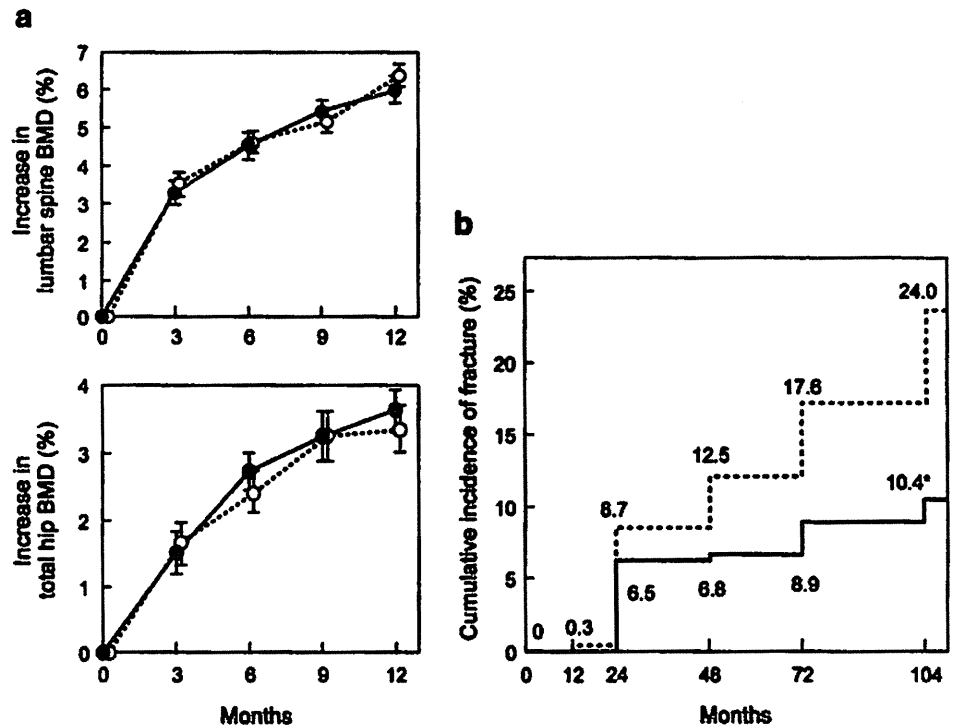 a
Increase in
lumbar spine BMD (%)
7
6
5
4
3
2
1
0
0 3 6 9 12
Increase in
total hip BMD (%)
4
3
2
1
0
0 3 6 9 12
Months
b
Cumulative incidence of fracture (%)
25
20
15
10
5
0
24.0
17.6
12.5
10.4*
8.7
6.5 6.8 8.9
0 0.3
0 12 24 48 72 104
Months